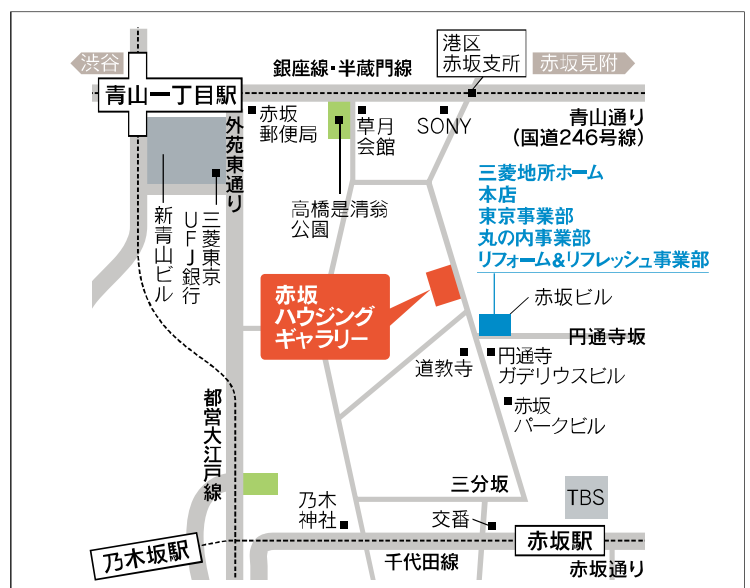 渋谷
銀座線・半蔵門線
港区
赤坂支所
赤坂見附
青山一丁目駅
赤坂
郵便局
草月
会館
SONY
青山通り
(国道246号線)
外苑東通り
高橋是清翁
公園
三菱地所ホーム
本店
東京事業部
丸の内事業部
リフォーム&リフレッシュ事業部
三菱東京
UFJ銀行
新青山ビル
赤坂
ハウジング
ギャラリー
赤坂ビル
円通寺坂
道教寺
円通寺
ガデリウスビル
赤坂
パークビル
都営大江戸線
三分坂
TBS
乃木
神社
交番
赤坂駅
乃木坂駅
千代田線
赤坂通り